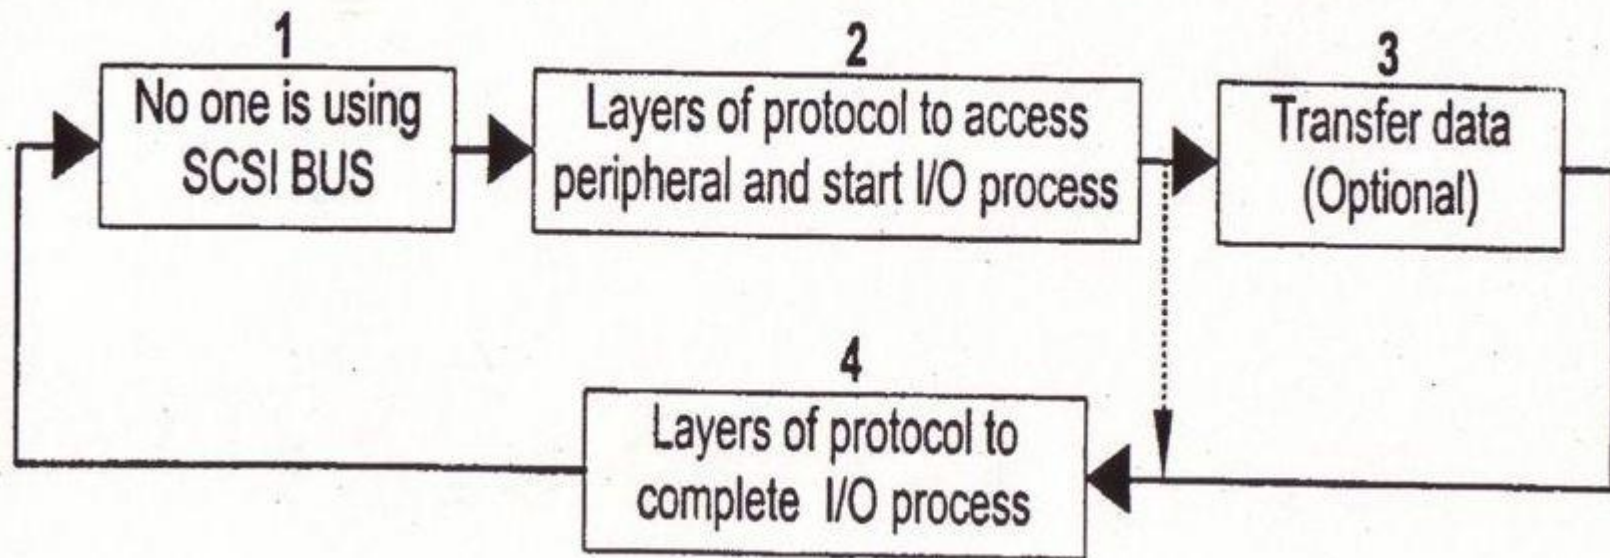 1
No one is using
SCSI BUS
2
Layers of protocol to access
peripheral and start I/O process
3
Transfer data
(Optional)
4
Layers of protocol to
complete I/O process